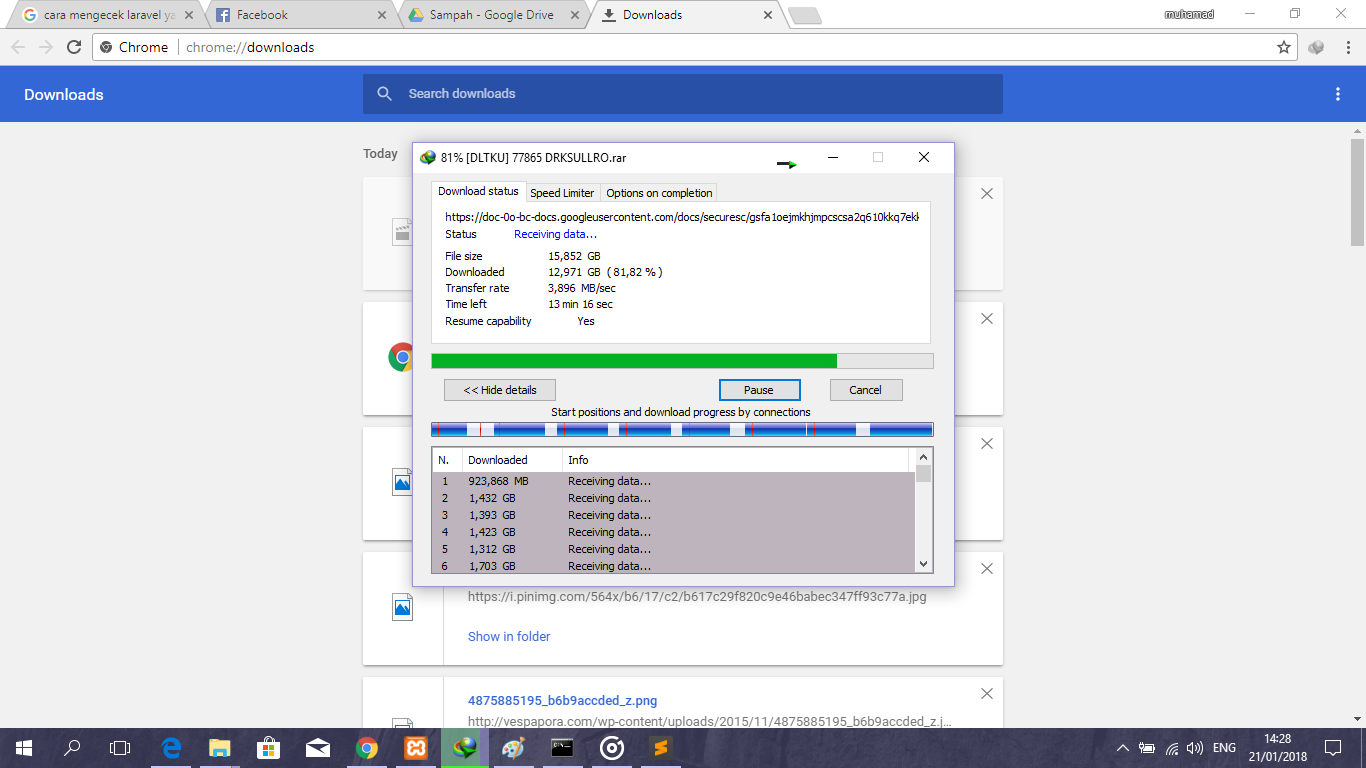 cara mengecek laravel ya
Facebook
Sampah - Google Drive
Downloads
muhamad
Chrome
chrome://downloads
Downloads
Search downloads
Today
81% [DLTKU] 77865 DRKSULLRO.rar
Download status
Speed Limiter
Options on completion
https://doc-0o-bc-docs.googleusercontent.com/docs/securesc/gsfa1oejmkhjmpcscsa2q610kkq7ekk
Status Receiving data...
File size 15,852 GB
Downloaded 12,971 GB ( 81,82 % )
Transfer rate 3,896 MB/sec
Time left 13 min 16 sec
Resume capability Yes
<< Hide details
Pause
Cancel
Start positions and download progress by connections
N. Downloaded Info
1 923,868 MB Receiving data...
2 1,432 GB Receiving data...
3 1,393 GB Receiving data...
4 1,423 GB Receiving data...
5 1,312 GB Receiving data...
6 1,703 GB Receiving data...
https://i.pinimg.com/564x/b6/17/c2/b617c29f820c9e46babec347ff93c77a.jpg
Show in folder
4875885195_b6b9accded_z.png
http://vespapora.com/wp-content/uploads/2015/11/4875885195_b6b9accded_z.j...
ENG
14:28
21/01/2018